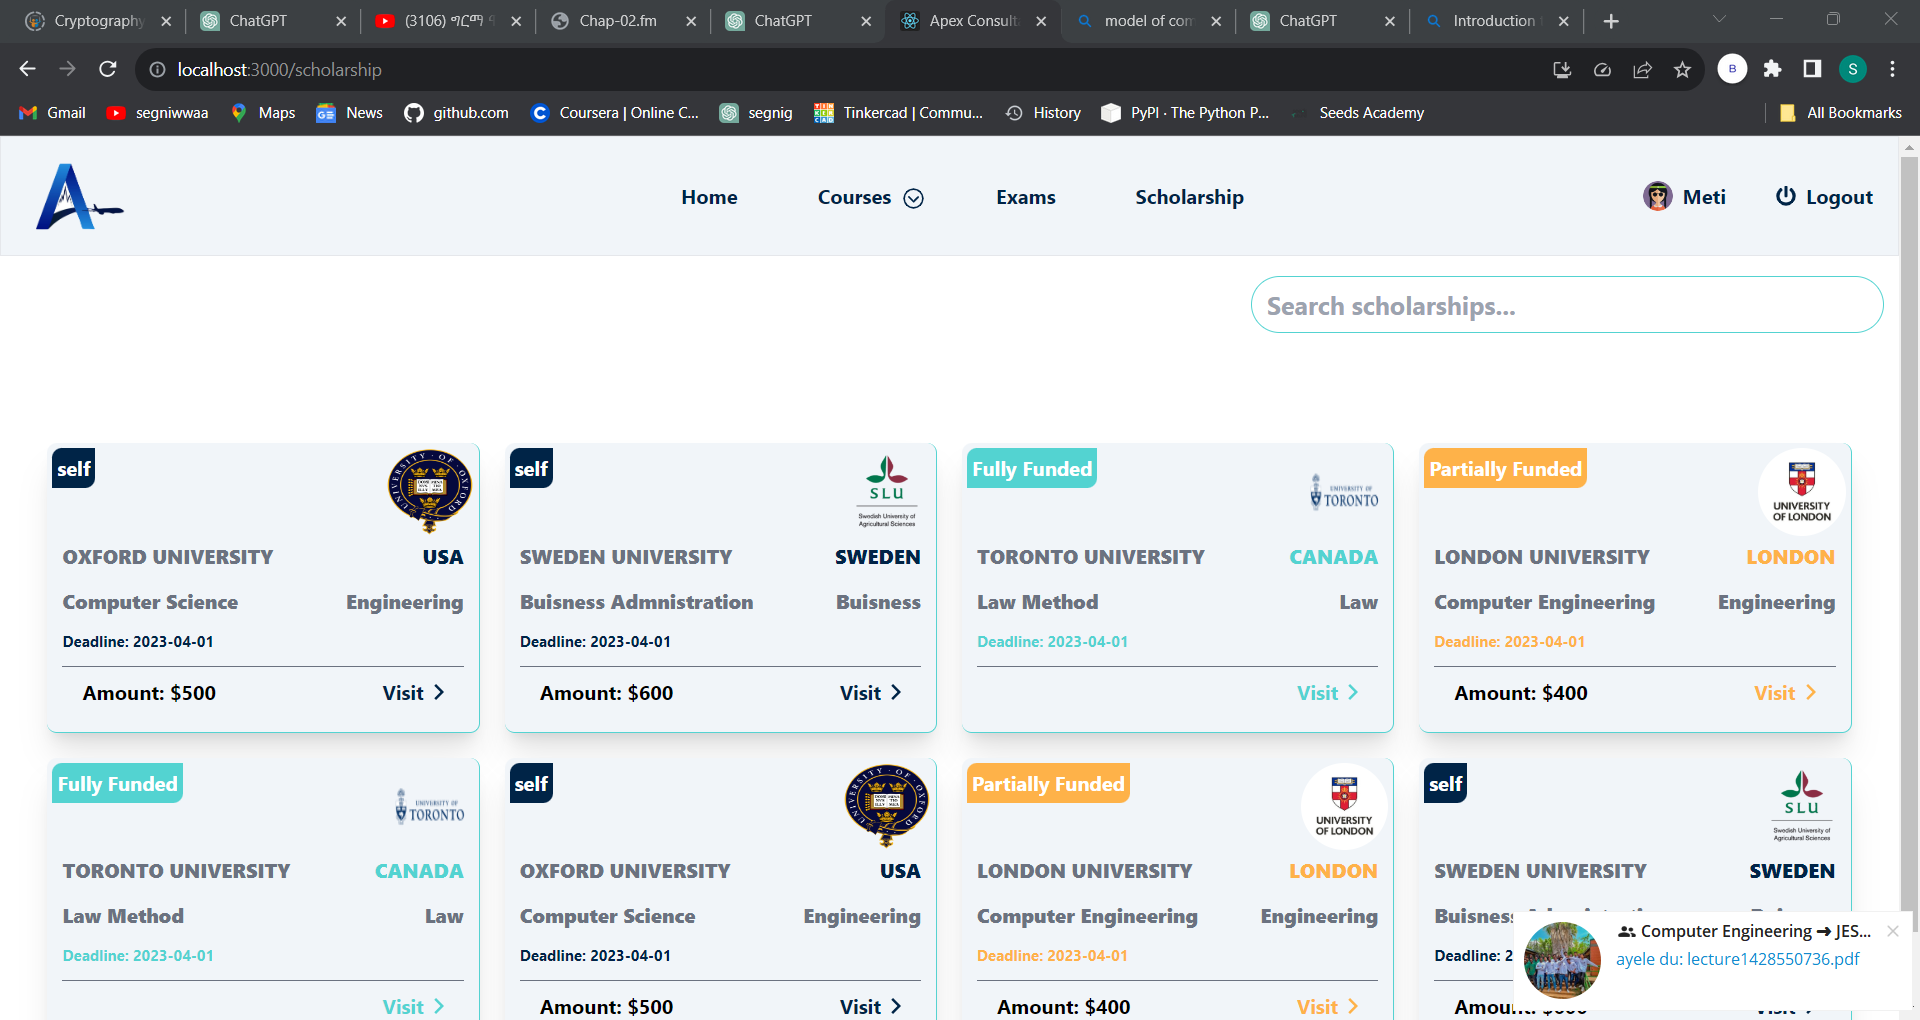 Cryptography
ChatGPT
(3106) ግርማ
Chap-02.fm
ChatGPT
Apex Consult
model of com
ChatGPT
Introduction
localhost:3000/scholarship
B
S
Gmail
segniwwaa
Maps
News
github.com
Coursera | Online C...
segnig
Tinkercad | Commu...
History
PyPI · The Python P...
Seeds Academy
All Bookmarks
Home
Courses
Exams
Scholarship
Meti
Logout
Search scholarships...
self
OXFORD UNIVERSITY USA
Computer Science Engineering
Deadline: 2023-04-01
Amount: $500 Visit
self
SLU
Swedish University of
Agricultural Sciences
SWEDEN UNIVERSITY SWEDEN
Buisness Admnistration Buisness
Deadline: 2023-04-01
Amount: $600 Visit
Fully Funded
UNIVERSITY OF
TORONTO
TORONTO UNIVERSITY CANADA
Law Method Law
Deadline: 2023-04-01
Visit
Partially Funded
UNIVERSITY
OF LONDON
LONDON UNIVERSITY LONDON
Computer Engineering Engineering
Deadline: 2023-04-01
Amount: $400 Visit
Fully Funded
UNIVERSITY OF
TORONTO
TORONTO UNIVERSITY CANADA
Law Method Law
Deadline: 2023-04-01
Visit
self
OXFORD UNIVERSITY USA
Computer Science Engineering
Deadline: 2023-04-01
Amount: $500 Visit
Partially Funded
UNIVERSITY
OF LONDON
LONDON UNIVERSITY LONDON
Computer Engineering Engineering
Deadline: 2023-04-01
Amount: $400 Visit
self
SLU
Swedish University of
Agricultural Sciences
SWEDEN UNIVERSITY SWEDEN
Buisness
Deadline: 2
Computer Engineering ➜ JES...
ayele du: lecture1428550736.pdf